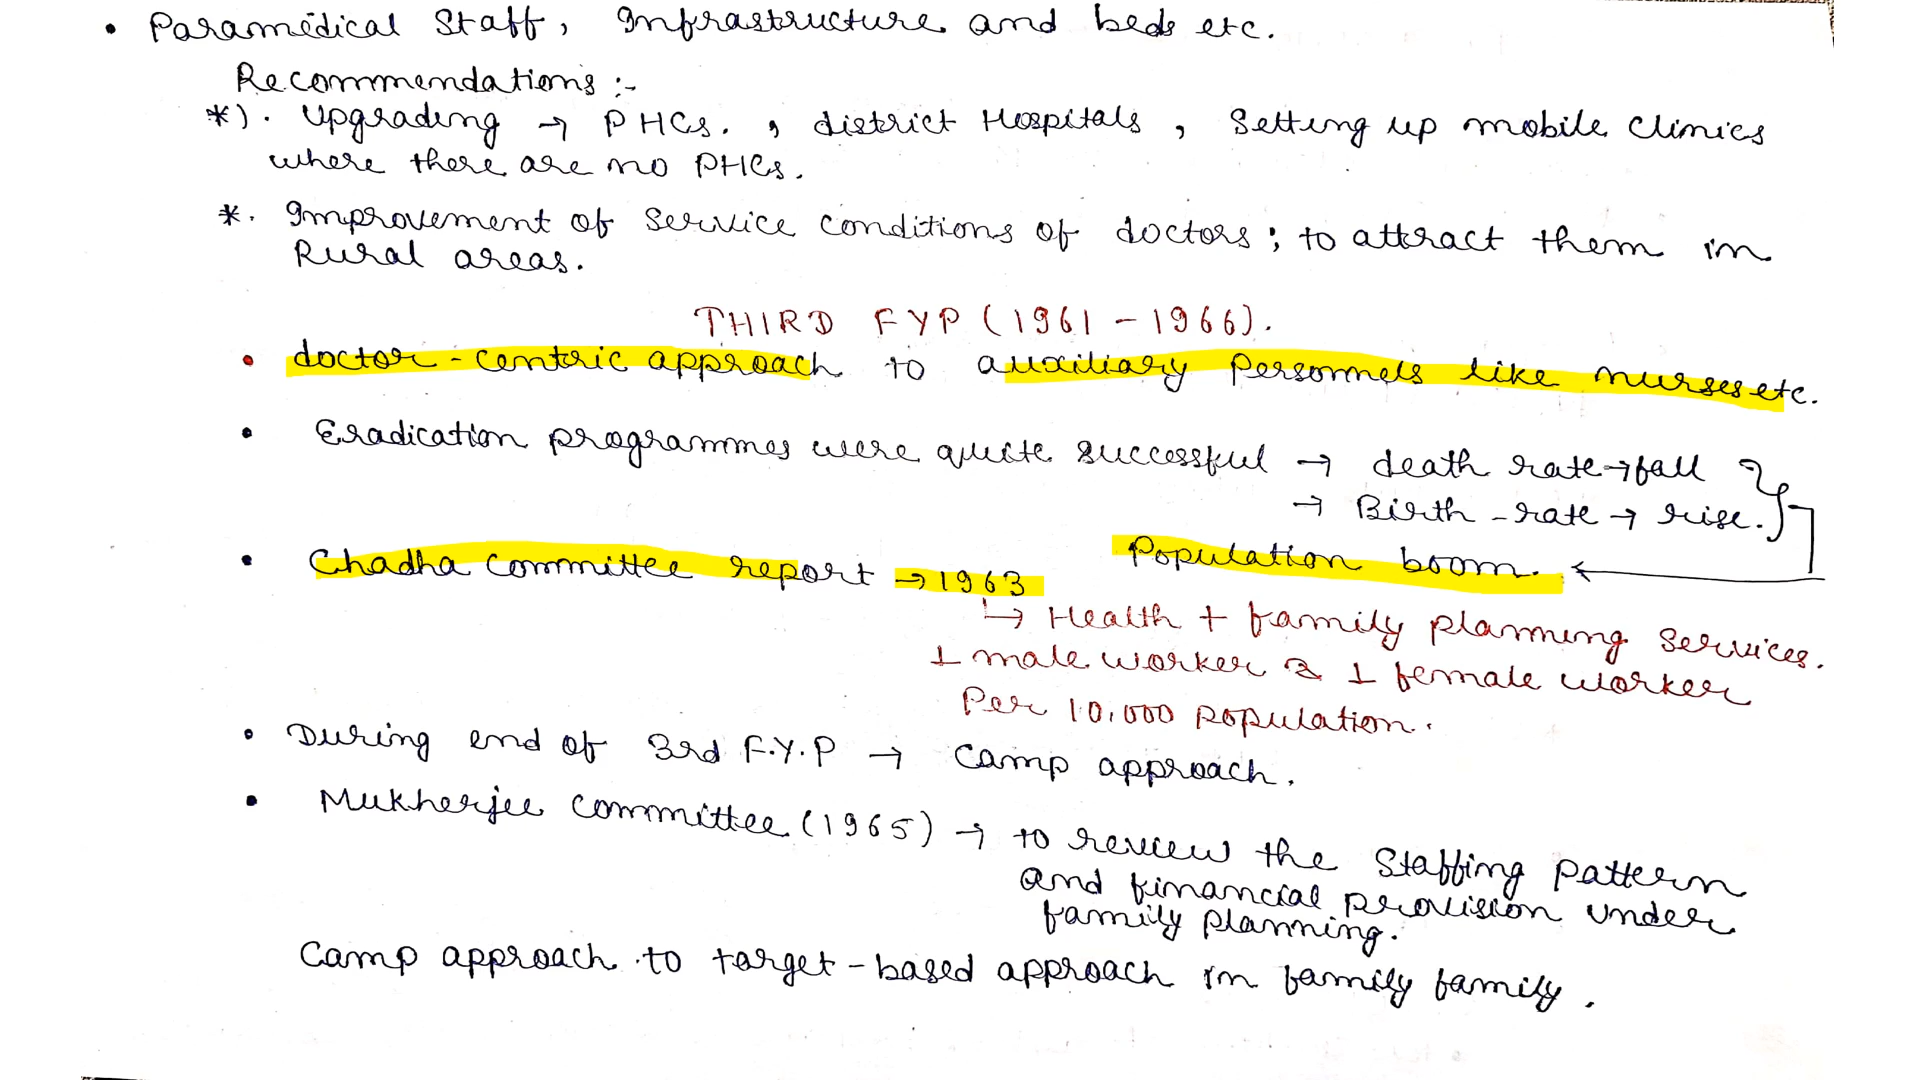 • Paramedical Staff, Infrastructure and beds etc.
Recommendations :-
*). Upgrading → PHCs. , district Hospitals , Setting up mobile clinics
where there are no PHCs.
*. Improvement of service conditions of doctors ; to attract them in
Rural areas.
THIRD FYP (1961 - 1966).
• doctor-centric approach to auxiliary personnels like nurses etc.
• Eradication programmes were quite successful → death rate → fall
→ Birth-rate → rise.
Population boom. ←
• Chadha committee report → 1963
↳ Health + family planning services.
1 male worker & 1 female worker
Per 10,000 population.
• During end of 3rd F.Y.P → camp approach.
• Mukherjee committee (1965) → to review the staffing pattern
and financial provision under
family planning.
Camp approach to target-based approach in family family.